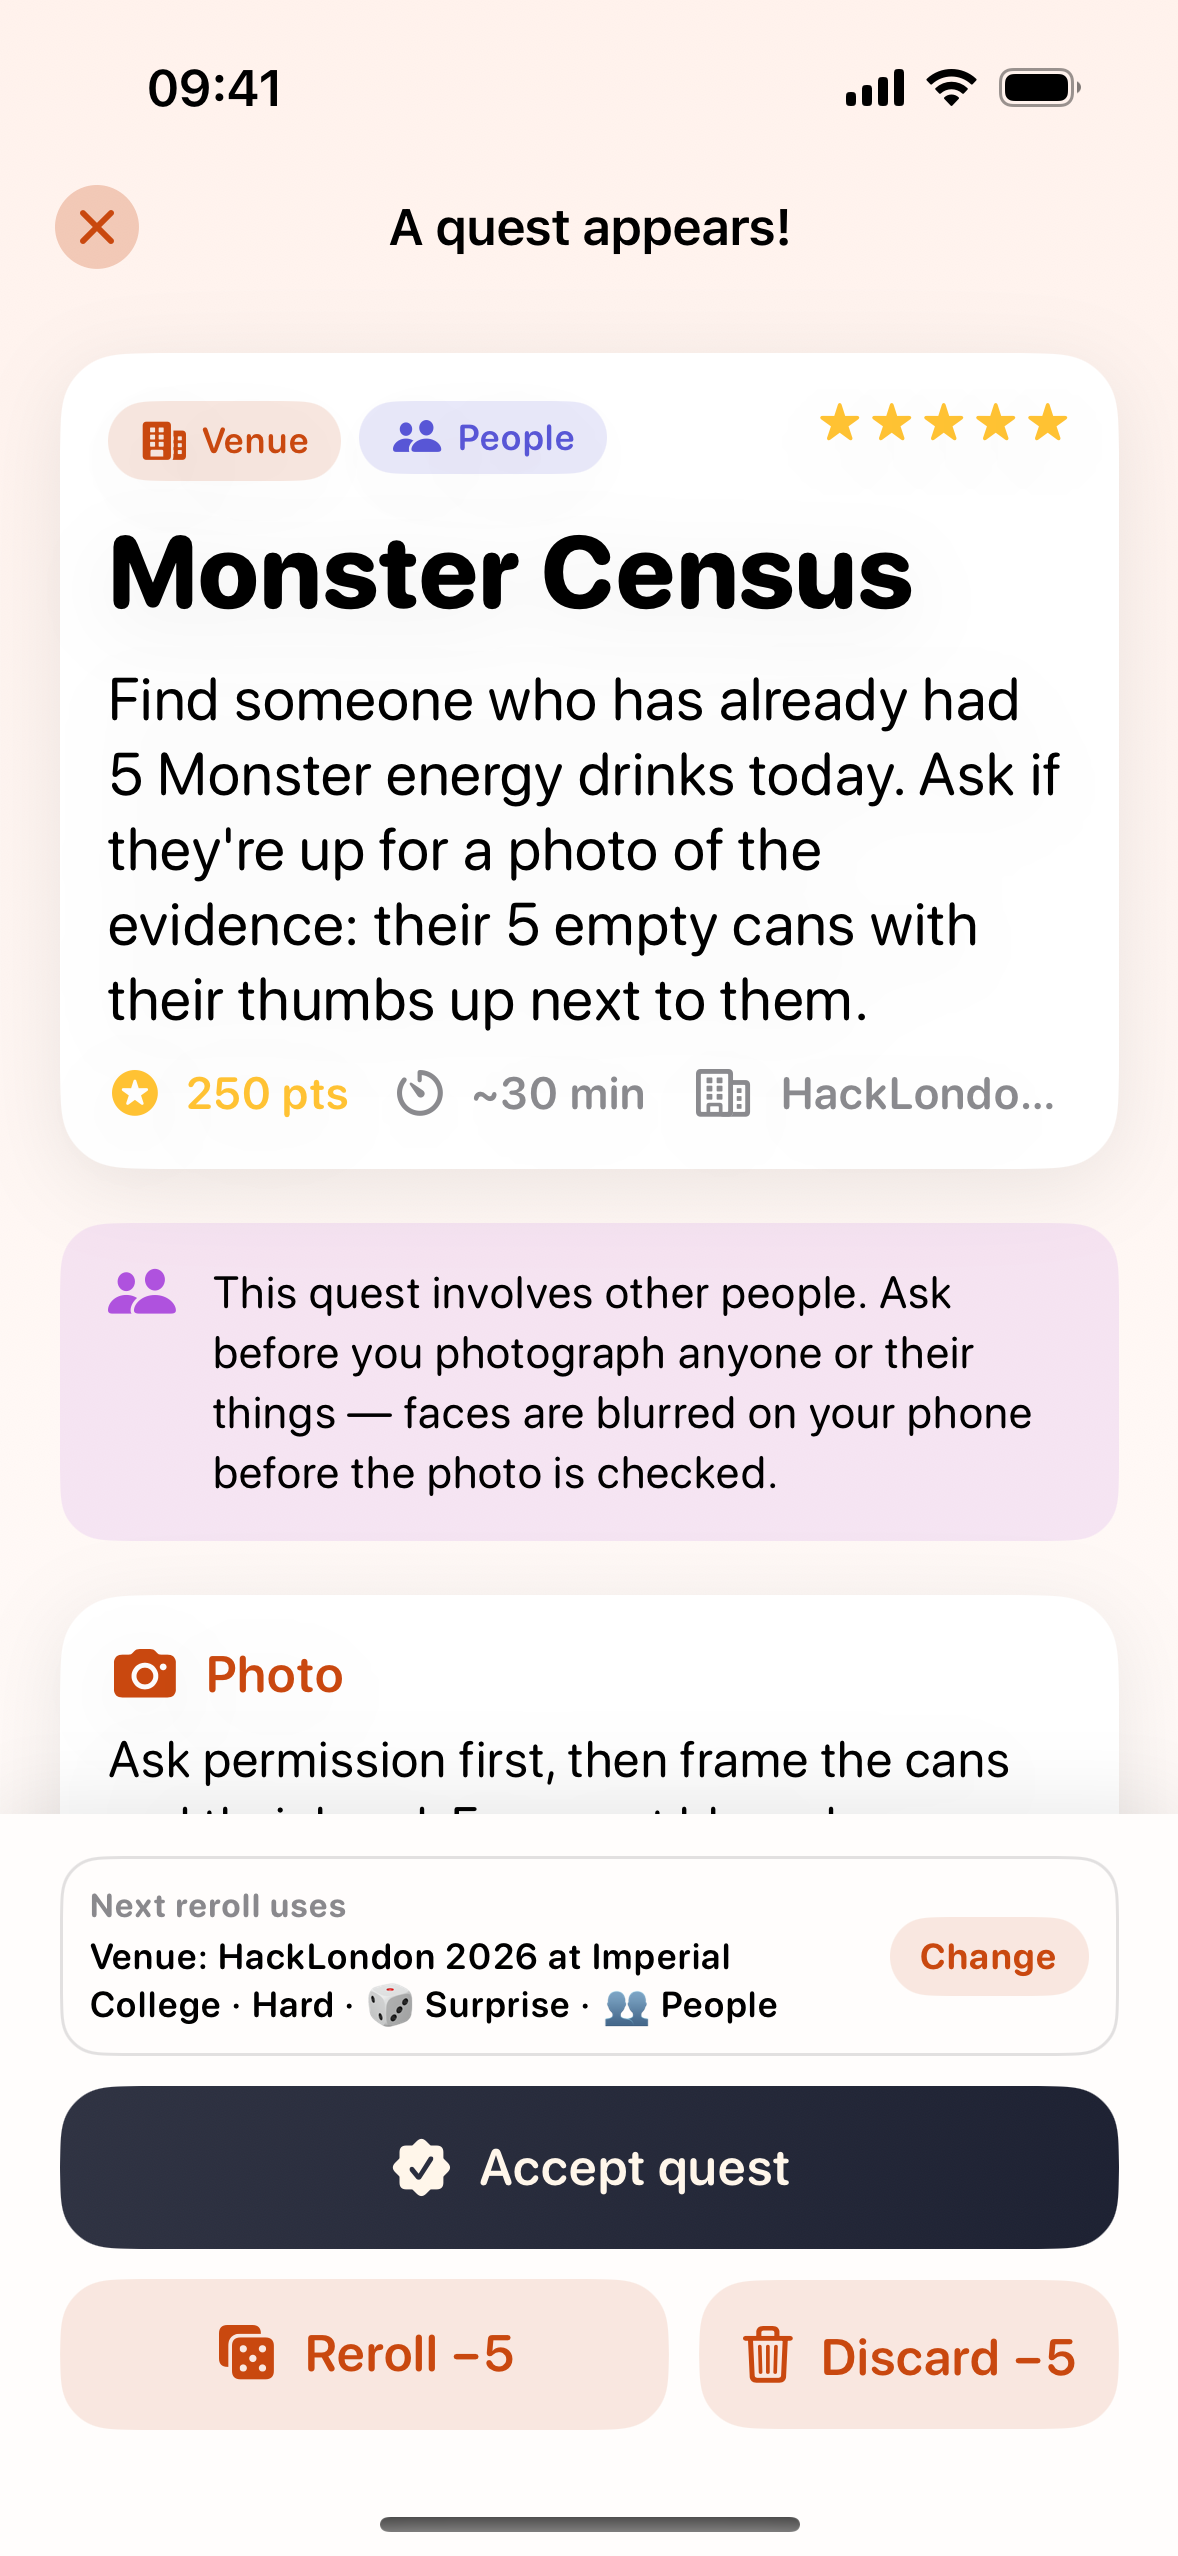 09:41
A quest appears!
Venue
People
Monster Census
Find someone who has already had
5 Monster energy drinks today. Ask if
they're up for a photo of the
evidence: their 5 empty cans with
their thumbs up next to them.
250 pts
~30 min
HackLondo...
This quest involves other people. Ask
before you photograph anyone or their
things — faces are blurred on your phone
before the photo is checked.
Photo
Ask permission first, then frame the cans
Next reroll uses
Venue: HackLondon 2026 at Imperial
College · Hard · 🎲 Surprise · 👥 People
Change
Accept quest
Reroll –5
Discard –5